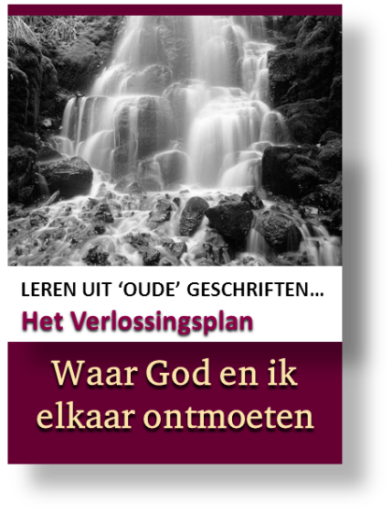 LEREN UIT ‘OUDE’ GESCHRIFTEN...
Het Verlossingsplan
Waar God en ik
elkaar ontmoeten